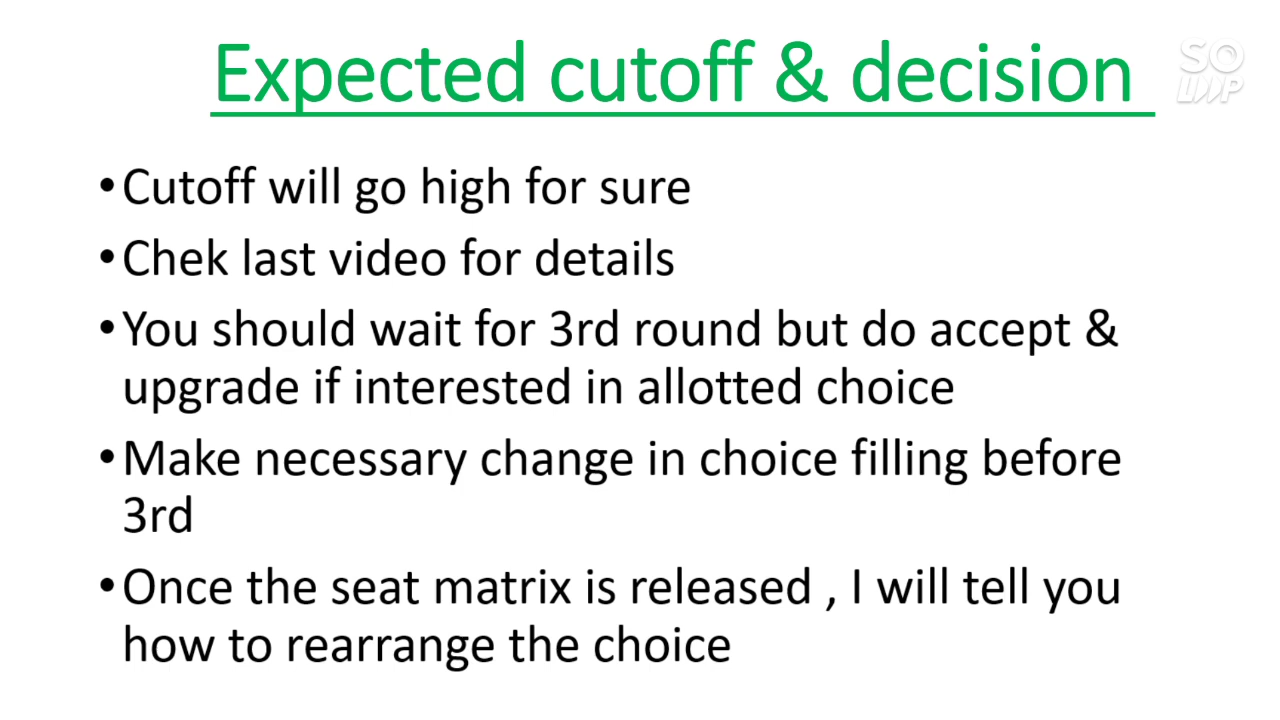 Expected cutoff & decision
SO
LMP
•Cutoff will go high for sure
•Chek last video for details
•You should wait for 3rd round but do accept &
upgrade if interested in allotted choice
•Make necessary change in choice filling before
3rd
•Once the seat matrix is released , I will tell you
how to rearrange the choice